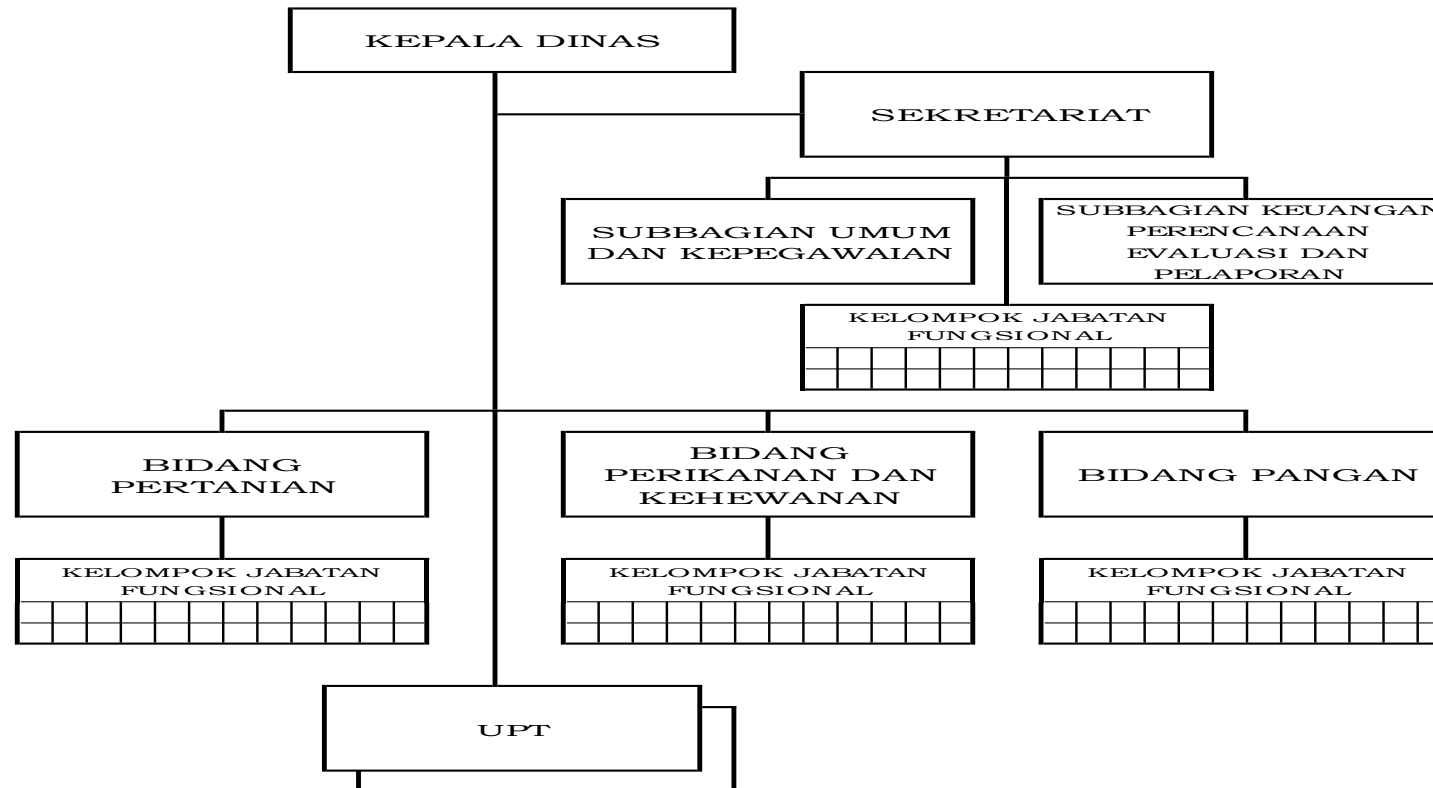 KEPALA DINAS
SEKRETARIAT
SUBBAGIAN UMUM
DAN KEPEGAWAIAN
SUBBAGIAN KEUANGAN
PERENCANAAN
EVALUASI DAN
PELAPORAN
KELOMPOK JABATAN
FUNGSIONAL
BIDANG
PERTANIAN
BIDANG
PERIKANAN DAN
KEHEWANAN
BIDANG PANGAN
KELOMPOK JABATAN
FUNGSIONAL
KELOMPOK JABATAN
FUNGSIONAL
KELOMPOK JABATAN
FUNGSIONAL
UPT